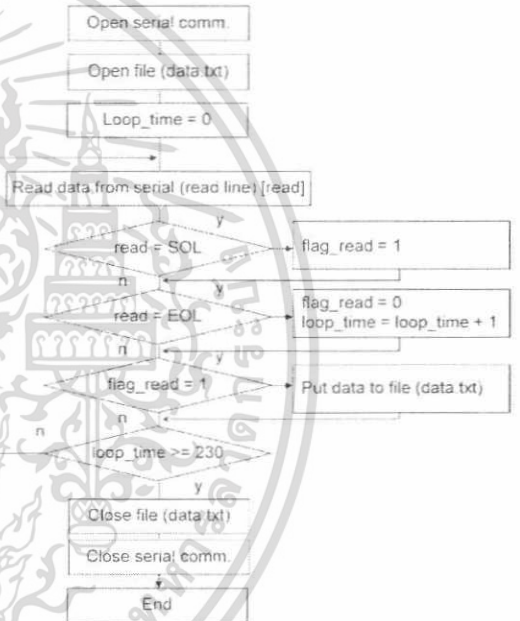 Open serial comm.
Open file (data.txt)
Loop_time = 0
Read data from serial (read line) [read]
y
read = SOL
flag_read = 1
n
y
read = EOL
flag_read = 0
loop_time = loop_time + 1
n
y
flag_read = 1
Put data to file (data.txt)
n
n
loop_time >= 230
y
Close file (data.txt)
Close serial comm.
End